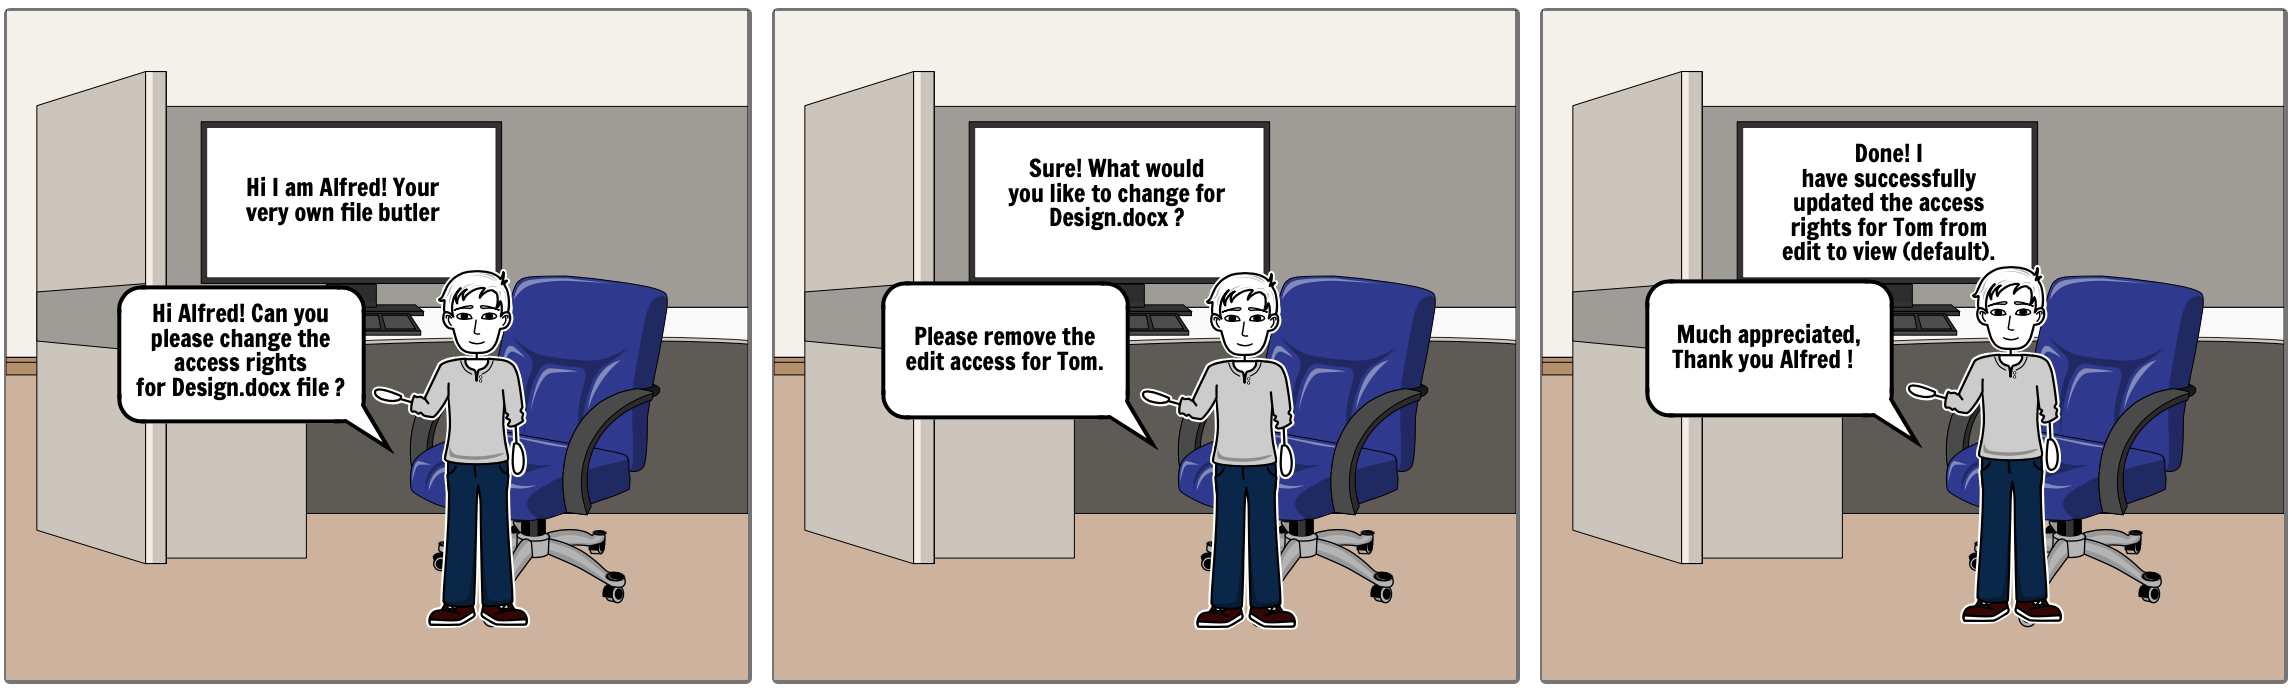 Hi I am Alfred! Your
very own file butler
Hi Alfred! Can you
please change the
access rights
for Design.docx file ?
Sure! What would
you like to change for
Design.docx ?
Please remove the
edit access for Tom.
Done! I
have successfully
updated the access
rights for Tom from
edit to view (default).
Much appreciated,
Thank you Alfred !